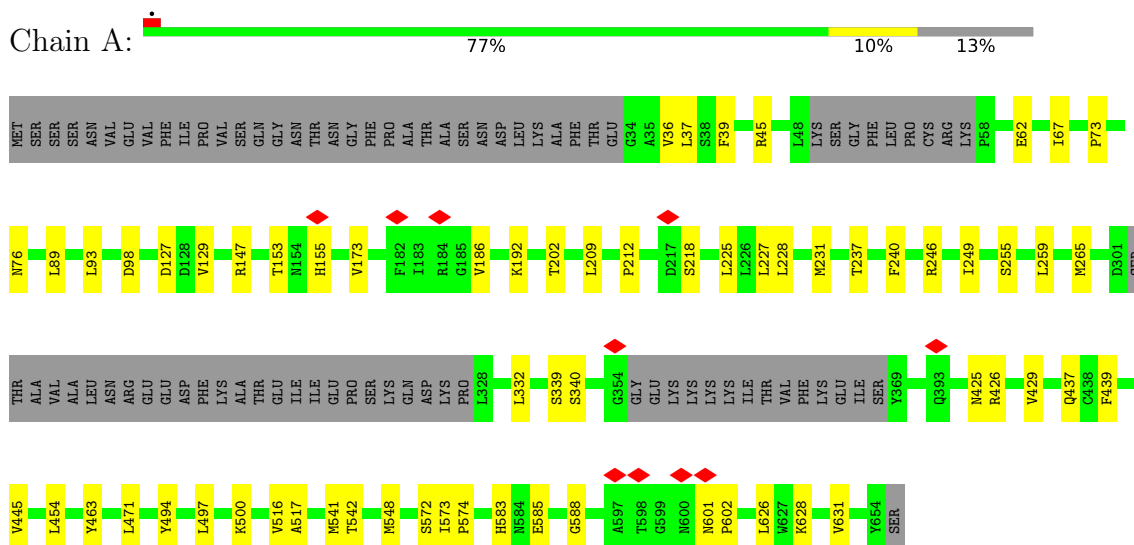 Chain A:
77% 10% 13%
MET SER SER SER ASN VAL GLU VAL PHE ILE PRO VAL SER GLN GLY ASN THR ASN GLY PHE PRO ALA THR ALA SER ASN ASP LEU LYS ALA PHE THR GLU G34 A35 V36 L37 S38 F39 R45 L48 LYS SER GLY PHE LEU PRO CYS ARG LYS P58 E62 I67 P73
N76 L89 L93 D98 D127 D128 V129 R147 T153 N154 H155 V173 F182 I183 R184 G185 V186 K192 T202 L209 P212 D217 S218 L225 L226 L227 L228 M231 T237 F240 R246 I249 S255 L259 M265 D301 SER
THR ALA VAL ALA LEU ASN ARG GLU GLU ASP PHE LYS ALA THR GLU ILE ILE GLU PRO SER LYS GLN ASP LYS PRO L328 L332 S339 S340 G354 GLY GLU LYS LYS LYS LYS ILE THR VAL PHE LYS GLU ILE SER Y369 Q393 N425 R426 V429 Q437 C438 F439
V445 L454 Y463 L471 Y494 L497 K500 V516 A517 M541 T542 M548 S572 I573 P574 H583 N584 E585 G588 A597 T598 G599 N600 N601 P602 L626 W627 K628 V631 Y654 SER